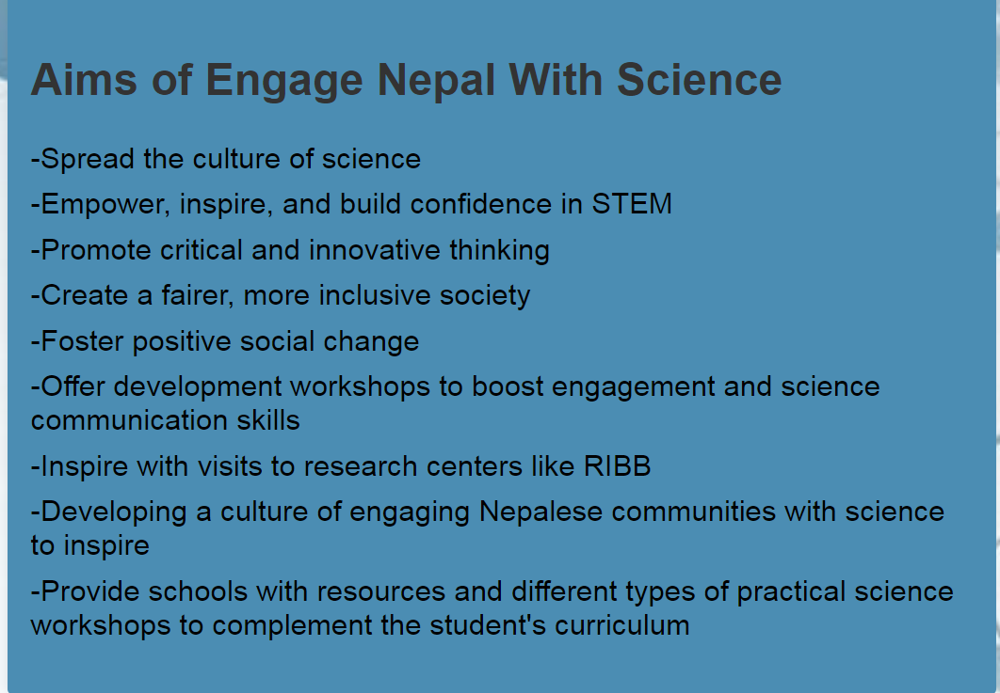 Aims of Engage Nepal With Science
-Spread the culture of science
-Empower, inspire, and build confidence in STEM
-Promote critical and innovative thinking
-Create a fairer, more inclusive society
-Foster positive social change
-Offer development workshops to boost engagement and science
communication skills
-Inspire with visits to research centers like RIBB
-Developing a culture of engaging Nepalese communities with science
to inspire
-Provide schools with resources and different types of practical science
workshops to complement the student's curriculum